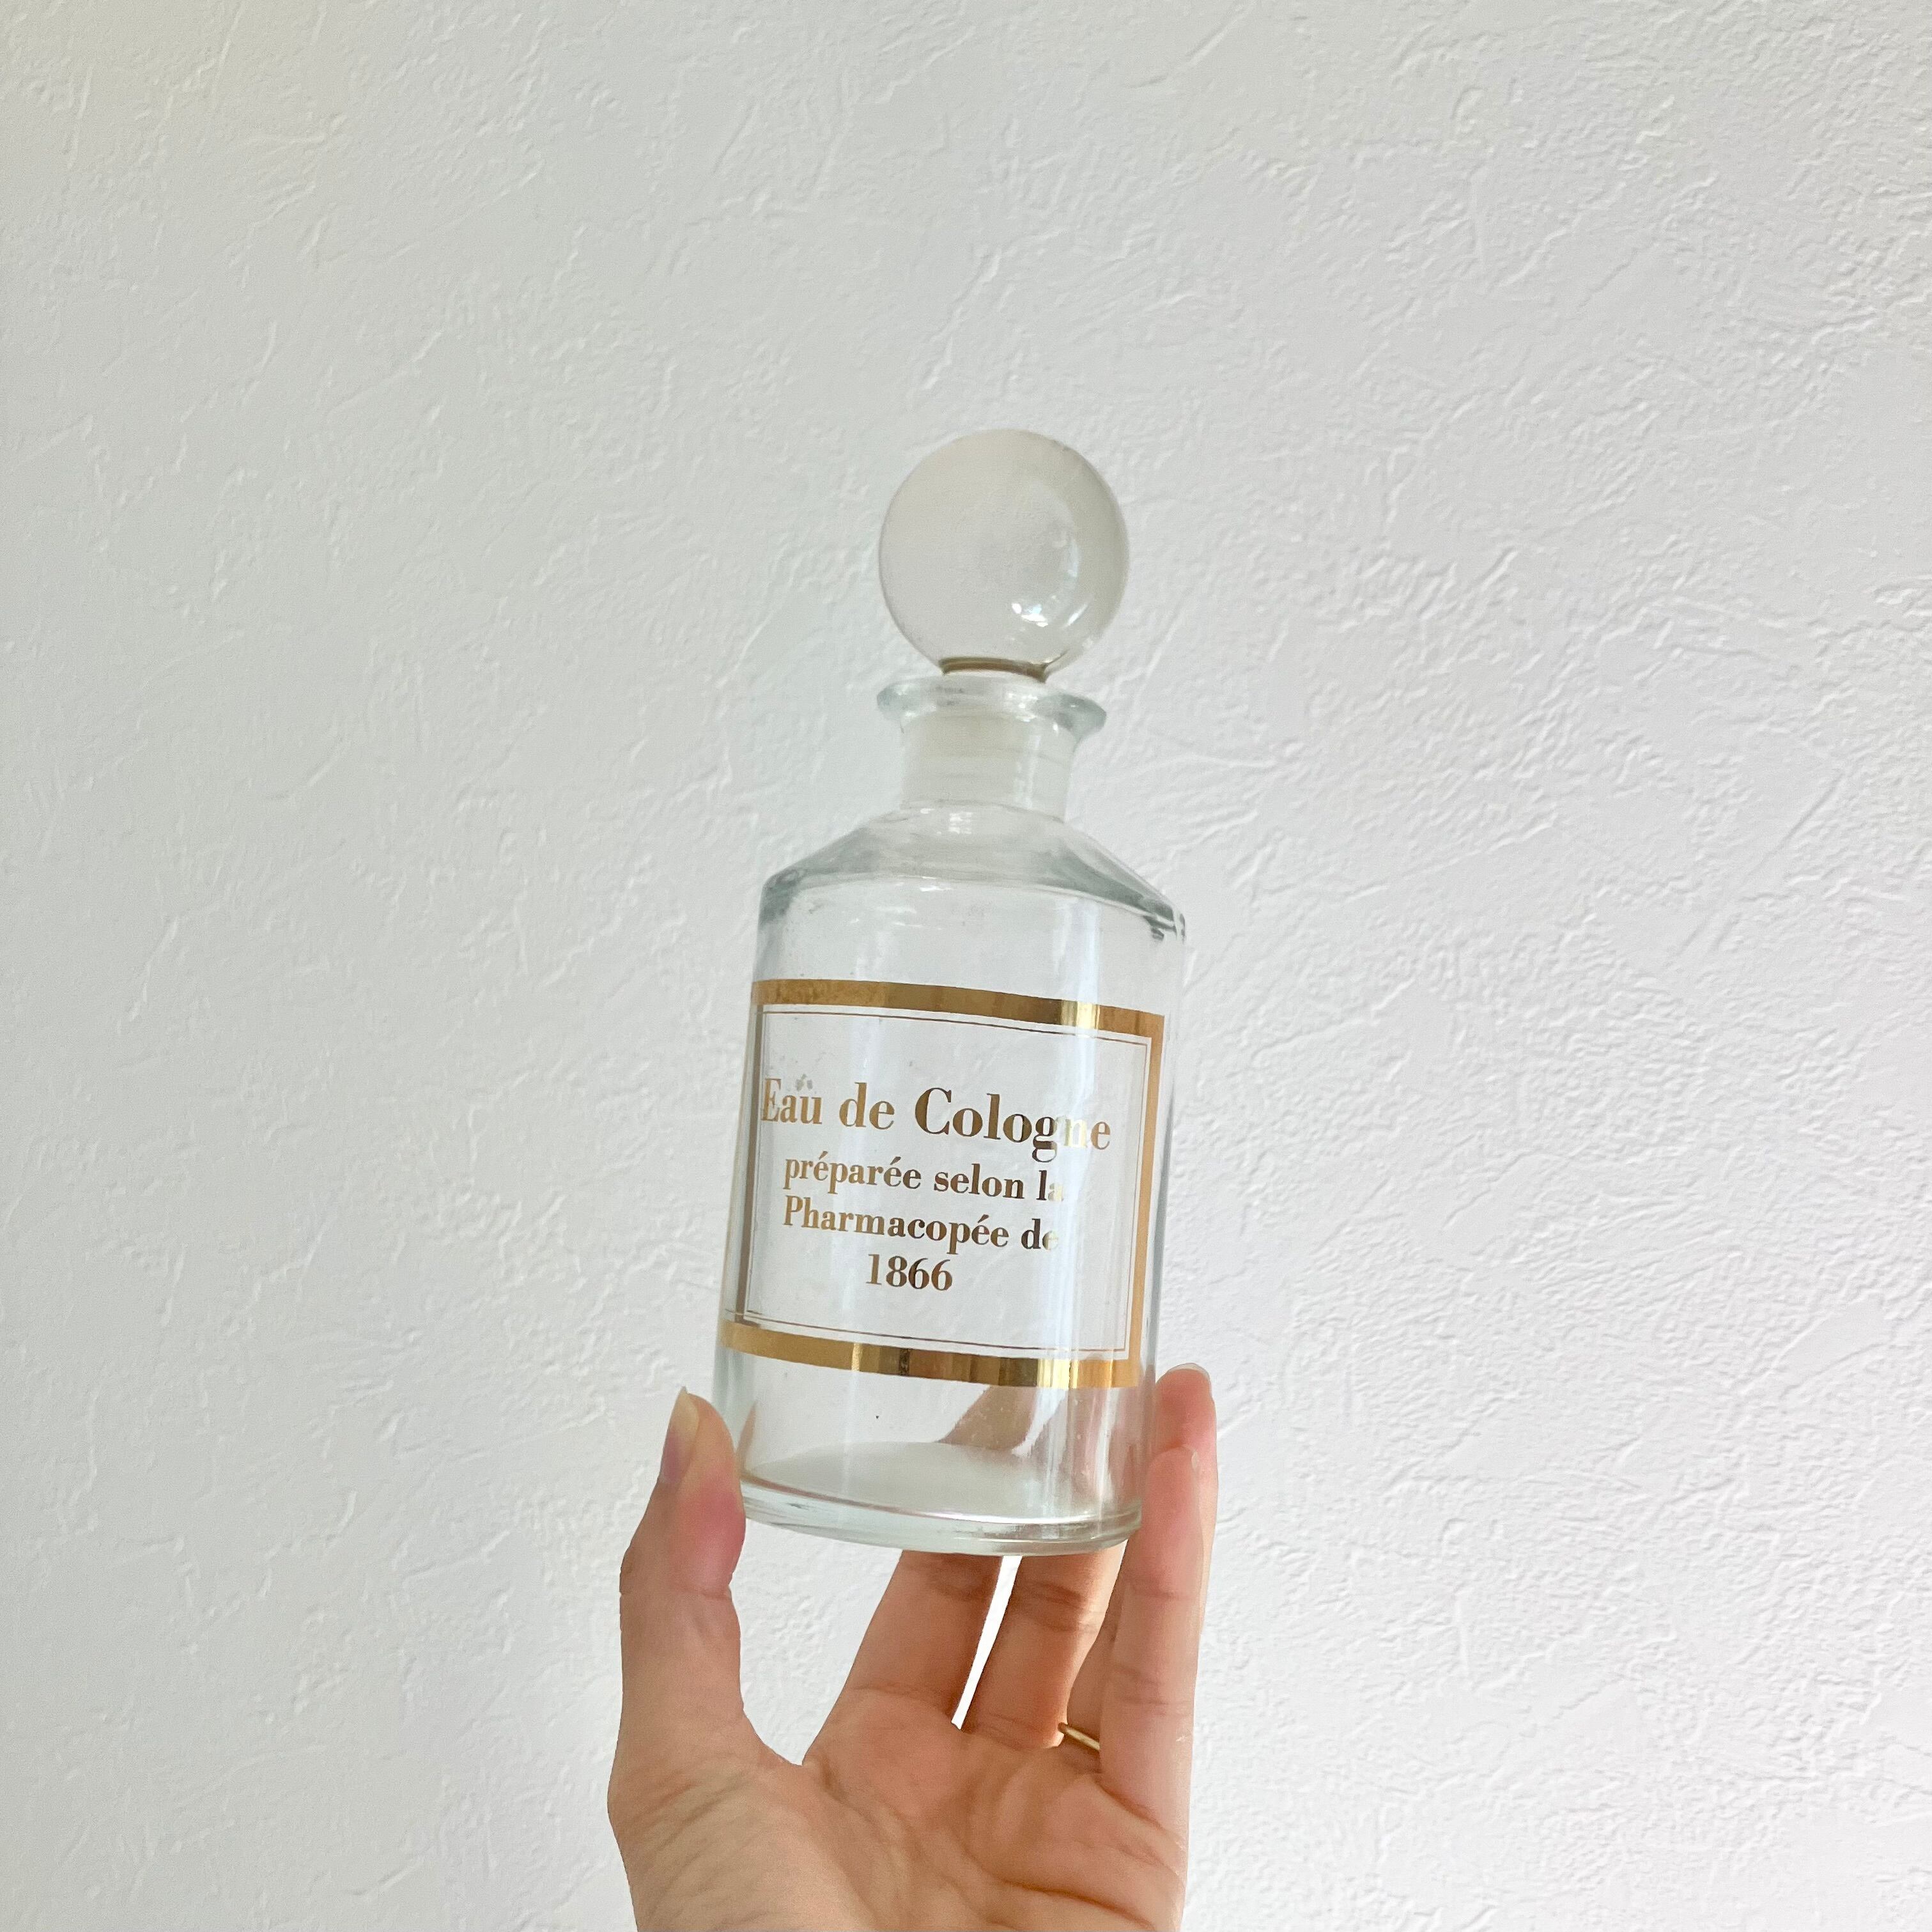 Eau de Cologne
préparée selon la
Pharmacopée de
1866